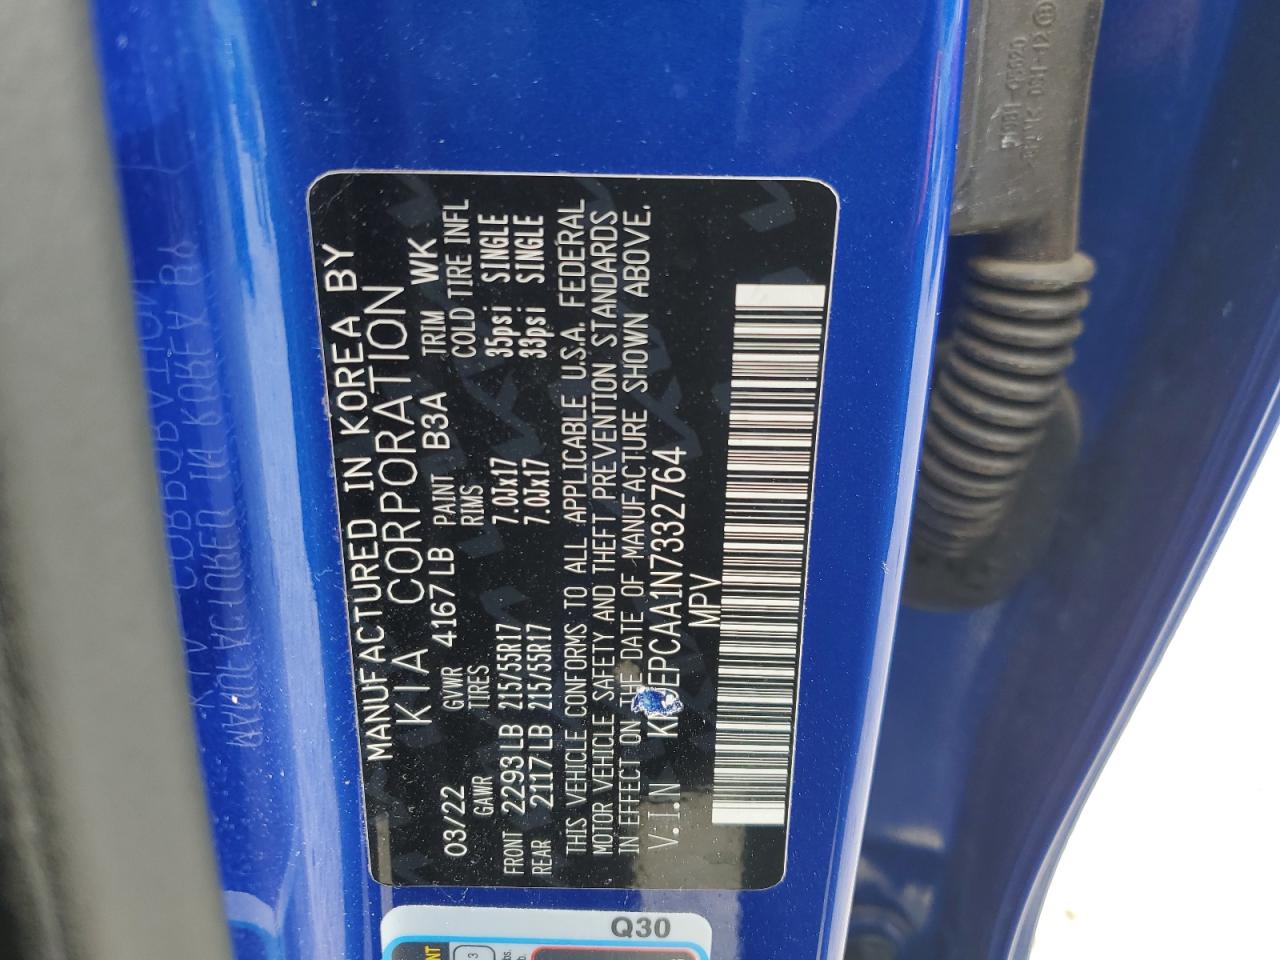 MANUFACTURED IN KOREA BY
KIA CORPORATION
03/22 GVWR 4167LB PAINT B3A TRIM WK
GAWR TIRES RIMS COLD TIRE INFL
FRONT 2293LB 215/55R17 7.0Jx17 35psi SINGLE
REAR 2117LB 215/55R17 7.0Jx17 33psi SINGLE
THIS VEHICLE CONFORMS TO ALL APPLICABLE U.S.A. FEDERAL
MOTOR VEHICLE SAFETY AND THEFT PREVENTION STANDARDS
IN EFFECT ON THE DATE OF MANUFACTURE SHOWN ABOVE.
V.I.N EPCAA1N7332764
MPV
Q30